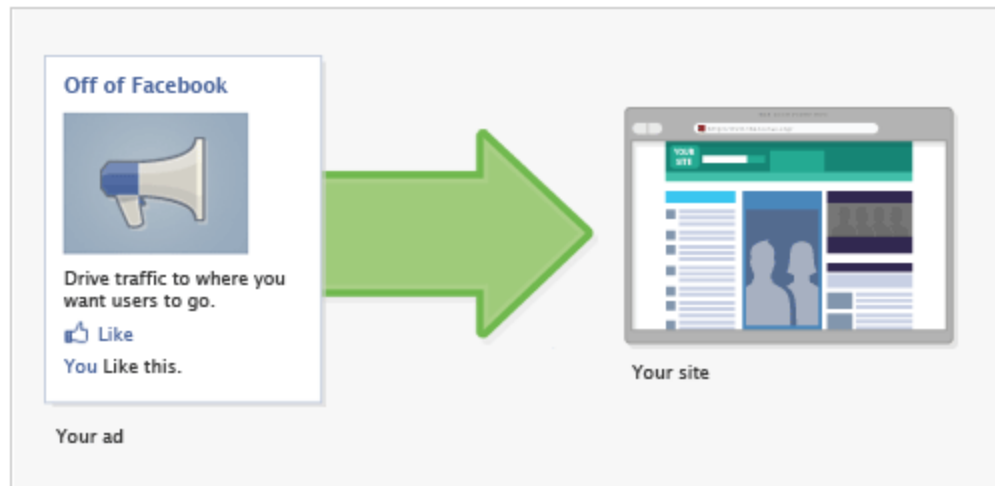 Off of Facebook
Drive traffic to where you
want users to go.
Like
You Like this.
Your ad
YOUR
SITE
Your site